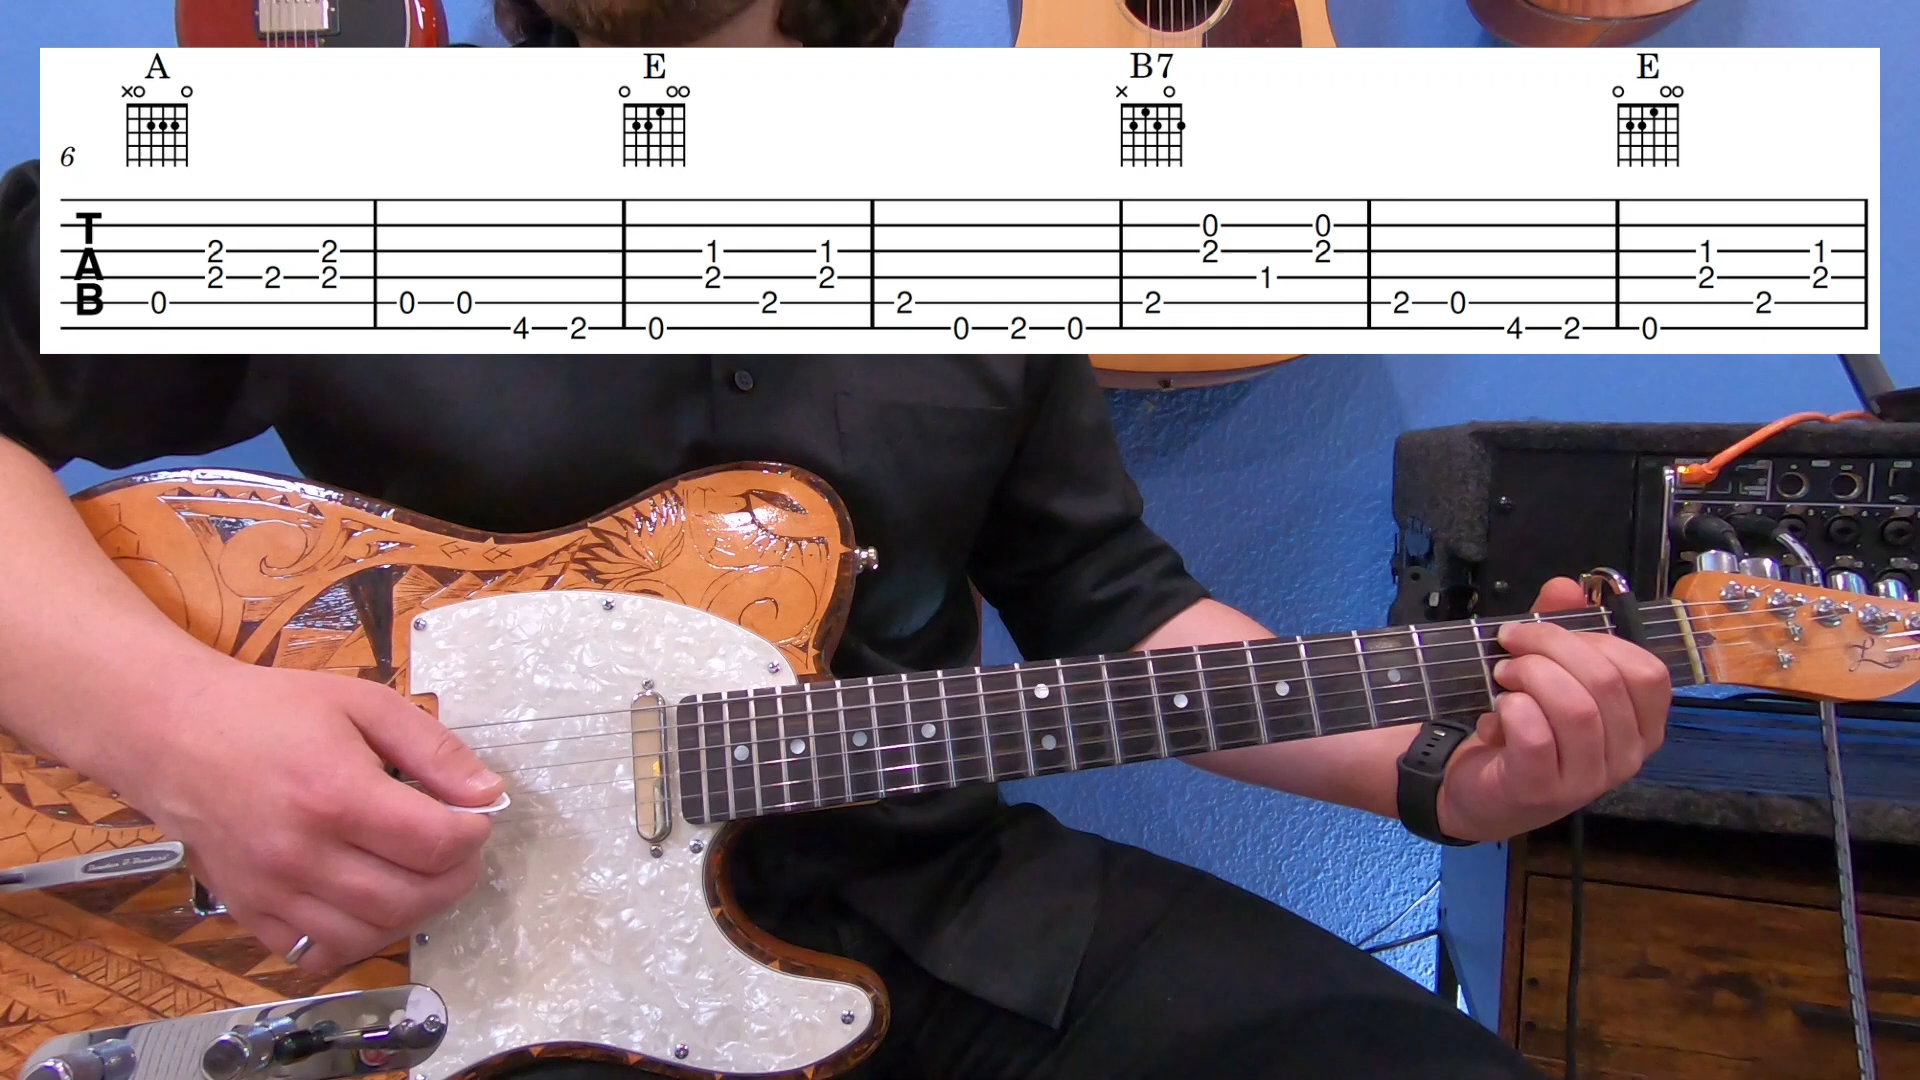 A E B7 E
×o o o oo × o o oo
6
T
A
B
0 0
2 2 1 1 2 2 1 1
2 2 2 2 2 1 2 2
0 0 0 2 2 2 2 0 2
4 2 0 0 2 0 4 2 0